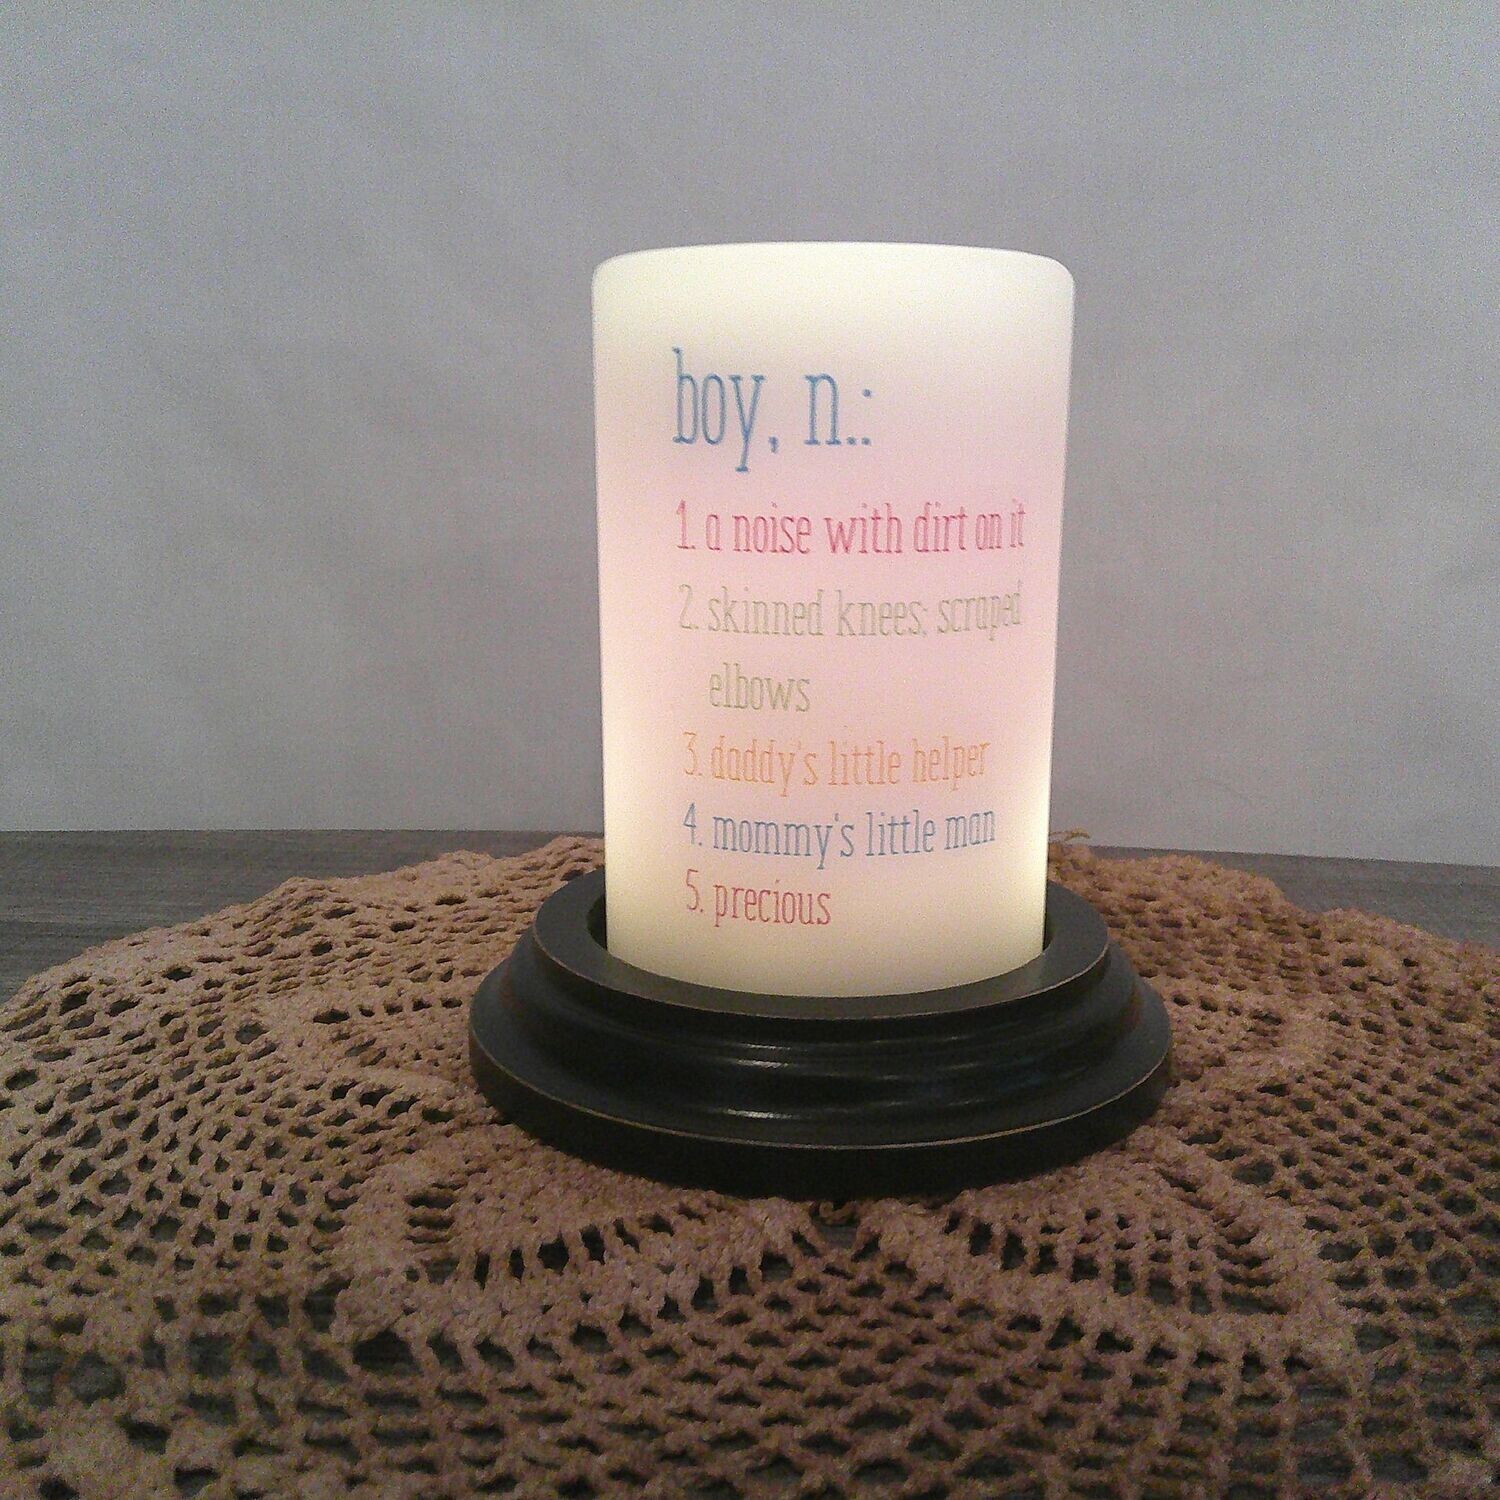 boy, n.:
1. a noise with dirt on it
2. skinned knees; scraped
elbows
3. daddy's little helper
4. mommy's little man
5. precious